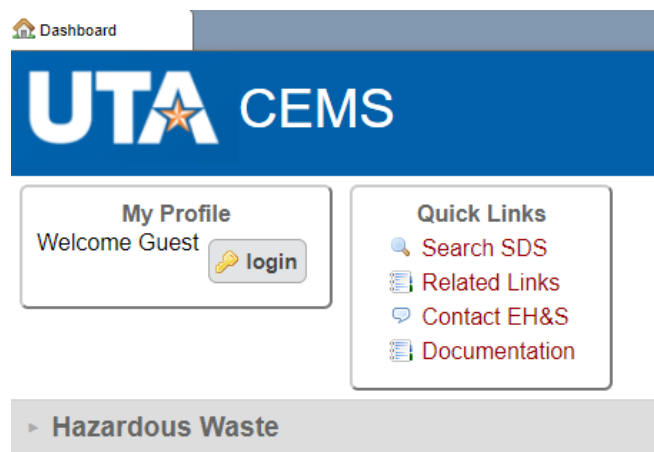 Dashboard
UTA CEMS
My Profile
Welcome Guest
login
Quick Links
Search SDS
Related Links
Contact EH&S
Documentation
Hazardous Waste